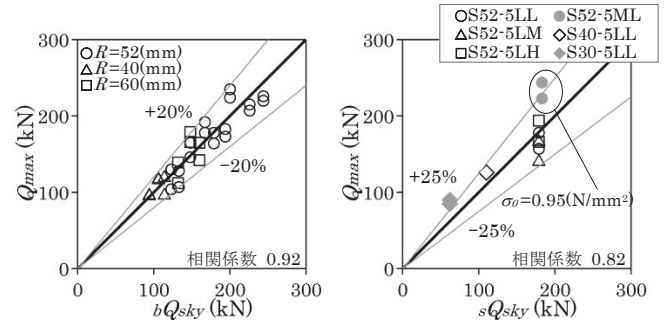 ○S52-5LL ●S52-5ML
△S52-5LM ◇S40-5LL
□S52-5LH ◆S30-5LL
300
○R=52(mm)
△R=40(mm)
□R=60(mm)
+20%
200
Qmax (kN)
−20%
100
相関係数 0.92
0
0 100 200 300
bQsky (kN)
300
200
Qmax (kN)
+25%
100
σ0=0.95(N/mm²)
−25%
相関係数 0.82
0
0 100 200 300
sQsky (kN)